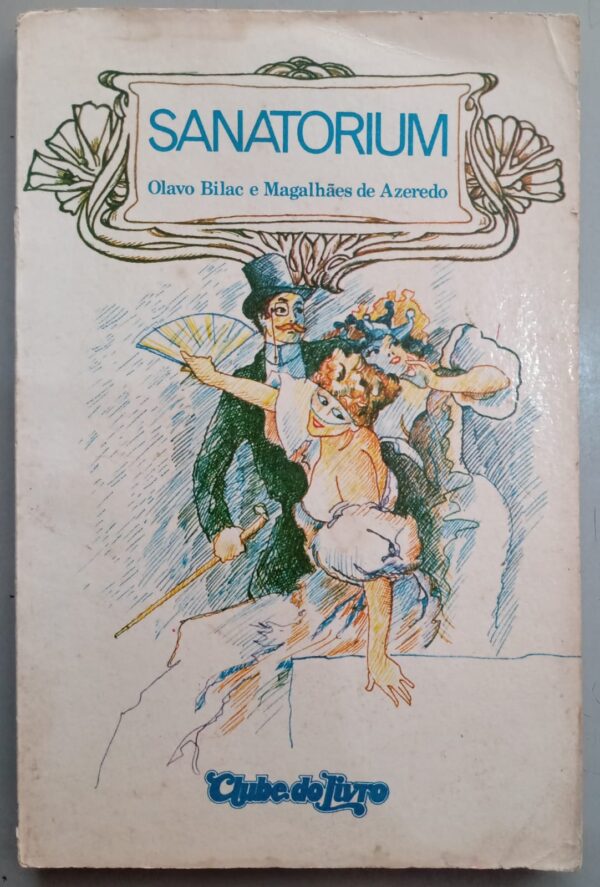 SANATORIUM
Olavo Bilac e Magalhães de Azeredo
Clube do Livro